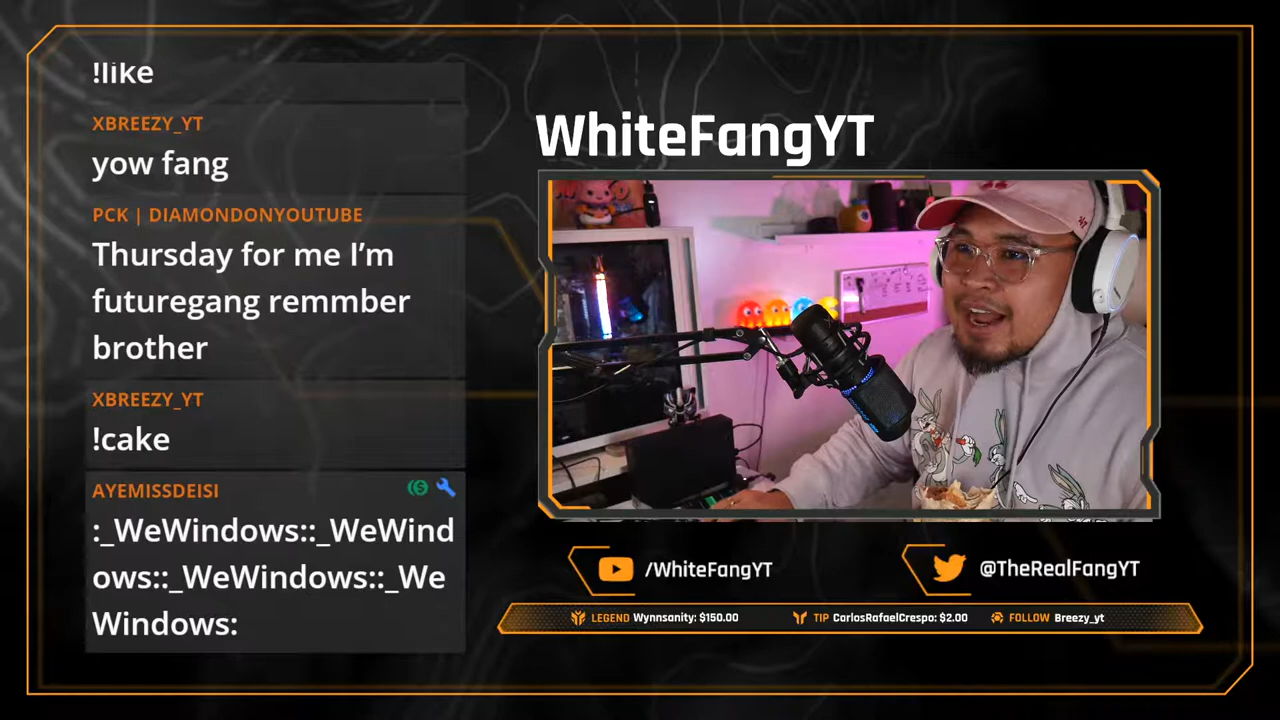 !like
XBREEZY_YT
yow fang
PCK | DIAMONDONYOUTUBE
Thursday for me I'm
futuregang remmber
brother
XBREEZY_YT
!cake
AYEMISSDEISI
:_WeWindows::_WeWind
ows::_WeWindows::_We
Windows:
WhiteFangYT
/WhiteFangYT
@TheRealFangYT
LEGEND Wynnsanity: $150.00
TIP CarlosRafaelCrespo: $2.00
FOLLOW Breezy_yt